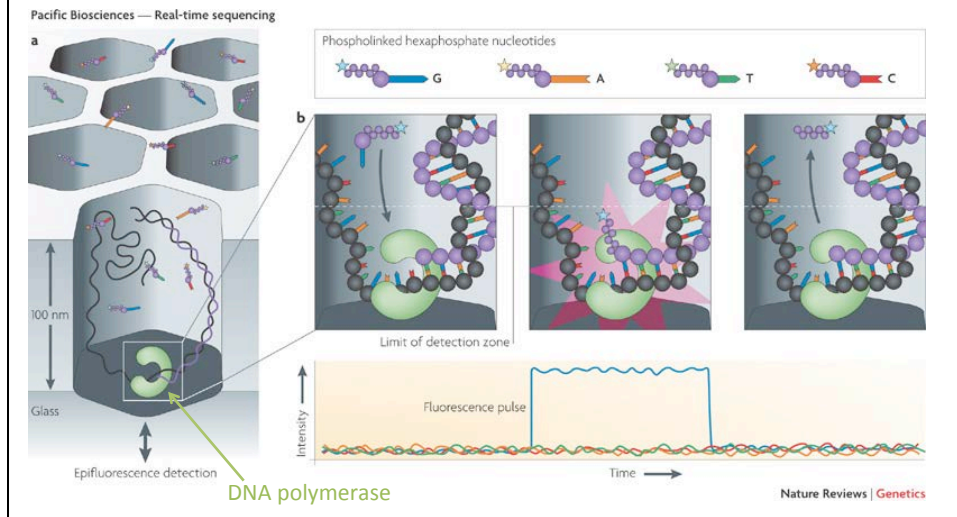 Pacific Biosciences — Real-time sequencing
a
Phospholinked hexaphosphate nucleotides
G
A
T
C
b
100 nm
Limit of detection zone
Glass
Intensity
Fluorescence pulse
Epifluorescence detection
Time
DNA polymerase
Nature Reviews | Genetics